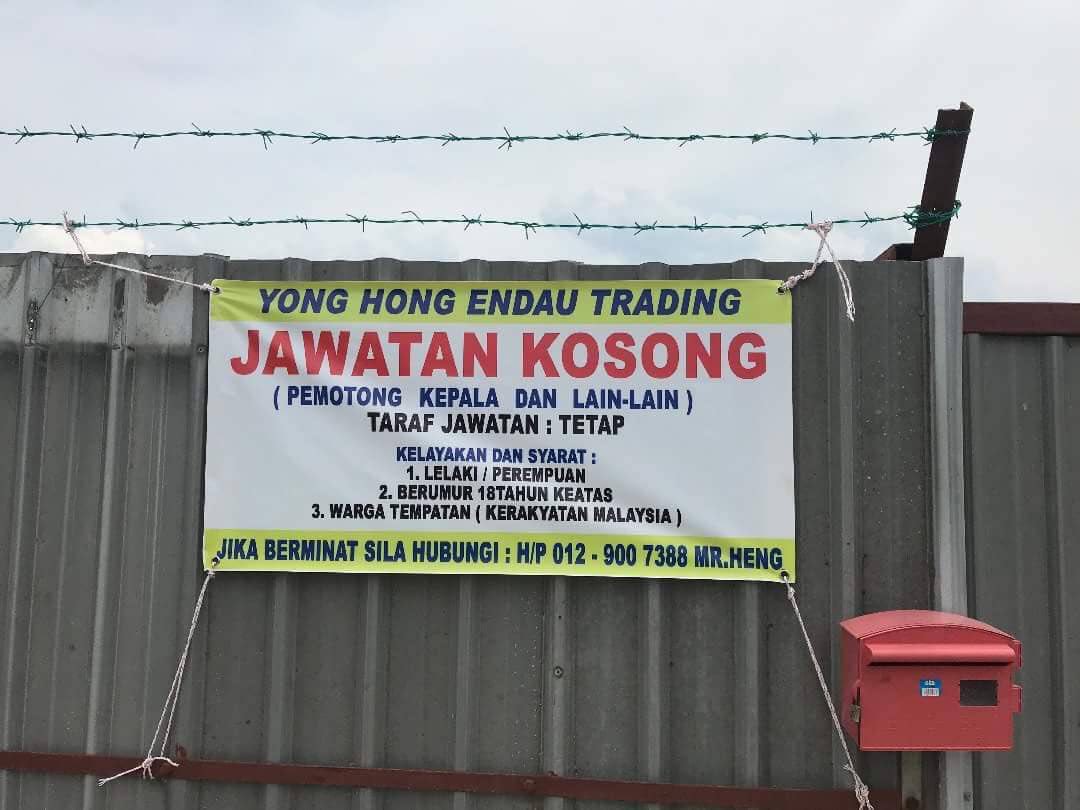 YONG HONG ENDAU TRADING
JAWATAN KOSONG
( PEMOTONG KEPALA DAN LAIN-LAIN )
TARAF JAWATAN : TETAP
KELAYAKAN DAN SYARAT :
1. LELAKI / PEREMPUAN
2. BERUMUR 18TAHUN KEATAS
3. WARGA TEMPATAN ( KERAKYATAN MALAYSIA )
JIKA BERMINAT SILA HUBUNGI : H/P 012 - 900 7388 MR.HENG